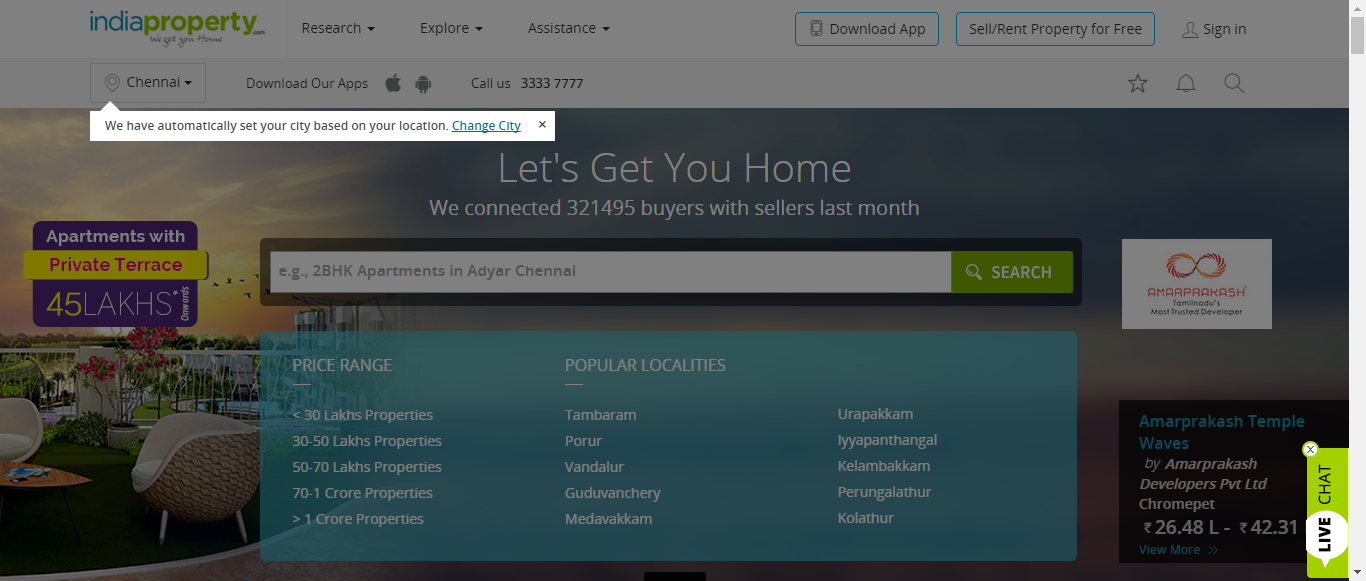 indiaproperty.com
we get you Home
Research
Explore
Assistance
Download App
Sell/Rent Property for Free
Sign in
Chennai
Download Our Apps
Call us 3333 7777
We have automatically set your city based on your location. Change City ×
Let's Get You Home
We connected 321495 buyers with sellers last month
e.g., 2BHK Apartments in Adyar Chennai
SEARCH
Apartments with
Private Terrace
45LAKHS*
Onwards
AMARPRAKASH
Tamilnadu's
Most Trusted Developer
PRICE RANGE
< 30 Lakhs Properties
30-50 Lakhs Properties
50-70 Lakhs Properties
70-1 Crore Properties
> 1 Crore Properties
POPULAR LOCALITIES
Tambaram
Porur
Vandalur
Guduvanchery
Medavakkam
Urapakkam
Iyyapanthangal
Kelambakkam
Perungalathur
Kolathur
Amarprakash Temple
Waves
by Amarprakash
Developers Pvt Ltd
Chromepet
₹ 26.48 L - ₹ 42.31
View More »
X
LIVE CHAT